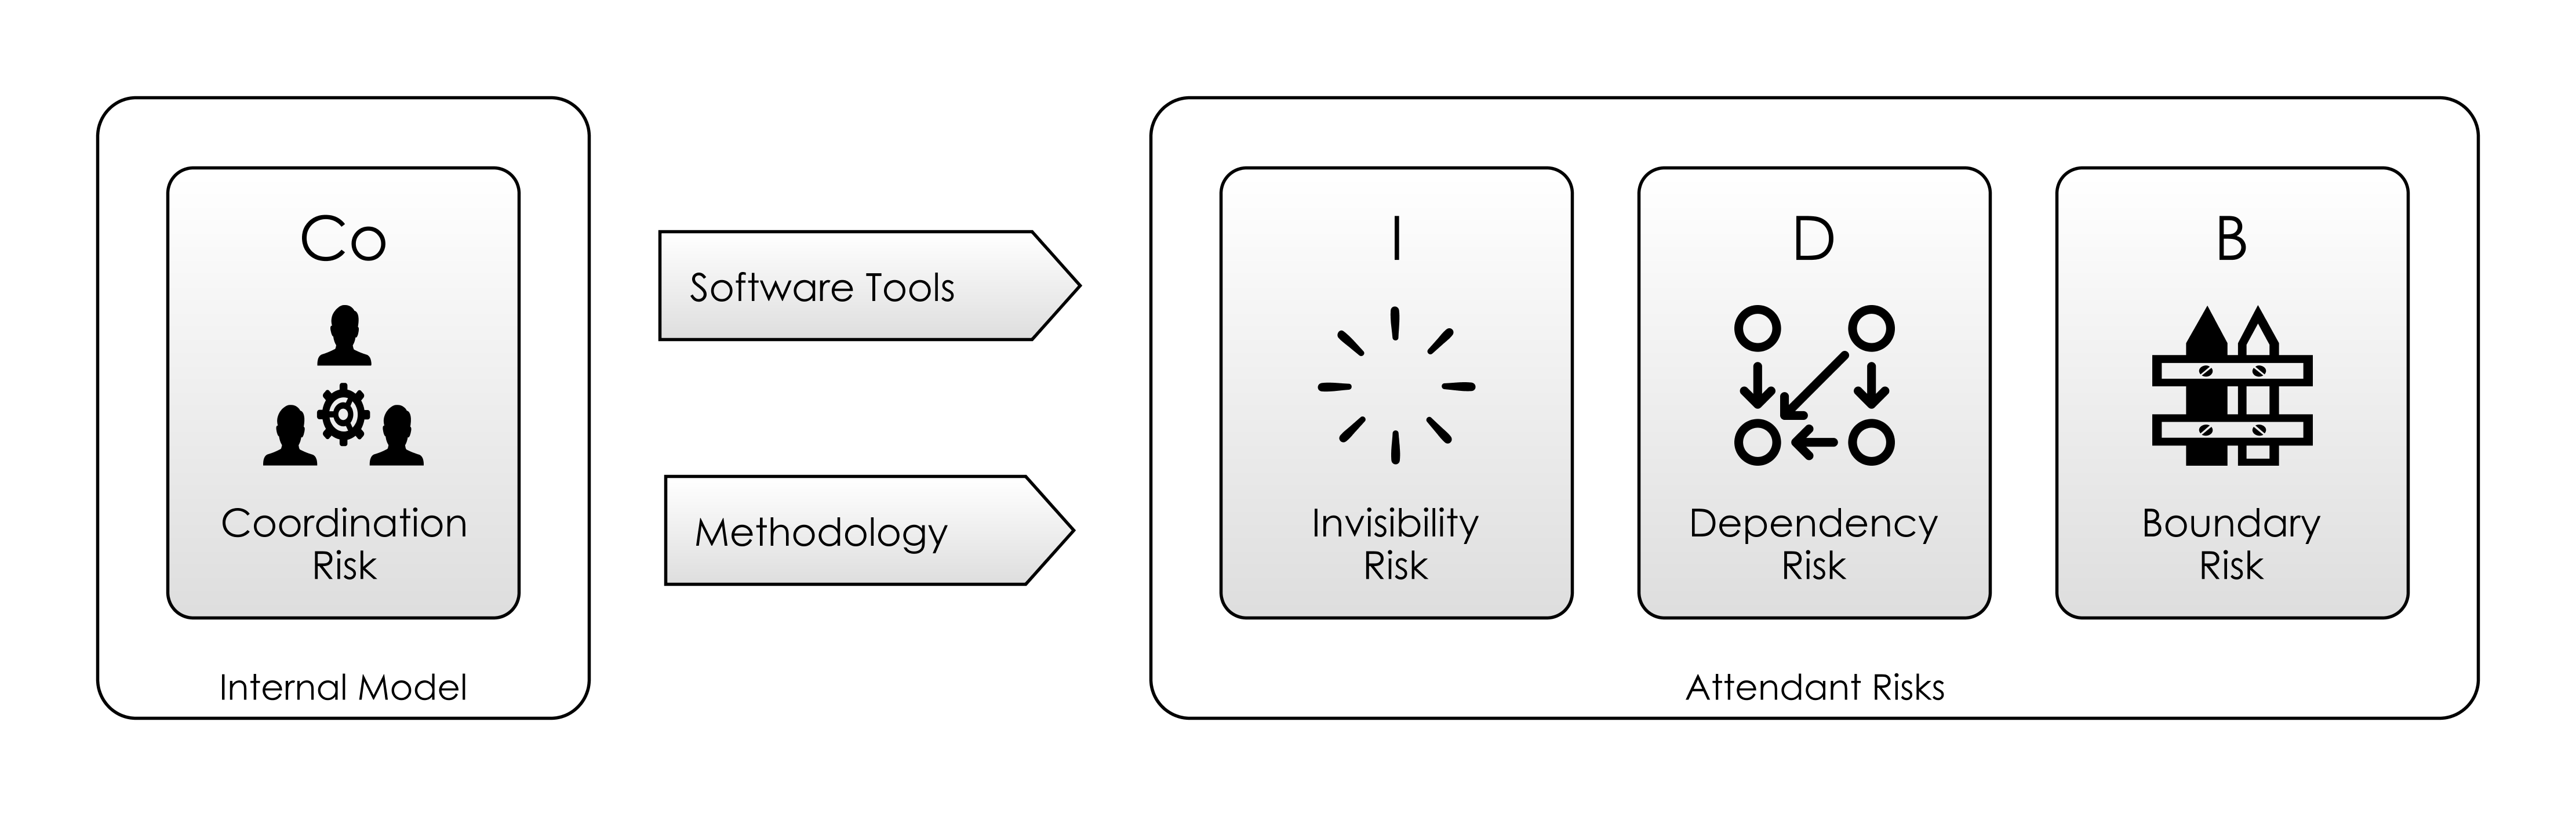 Co
Coordination
Risk
Internal Model
Software Tools
Methodology
I
Invisibility
Risk
D
Dependency
Risk
B
Boundary
Risk
Attendant Risks